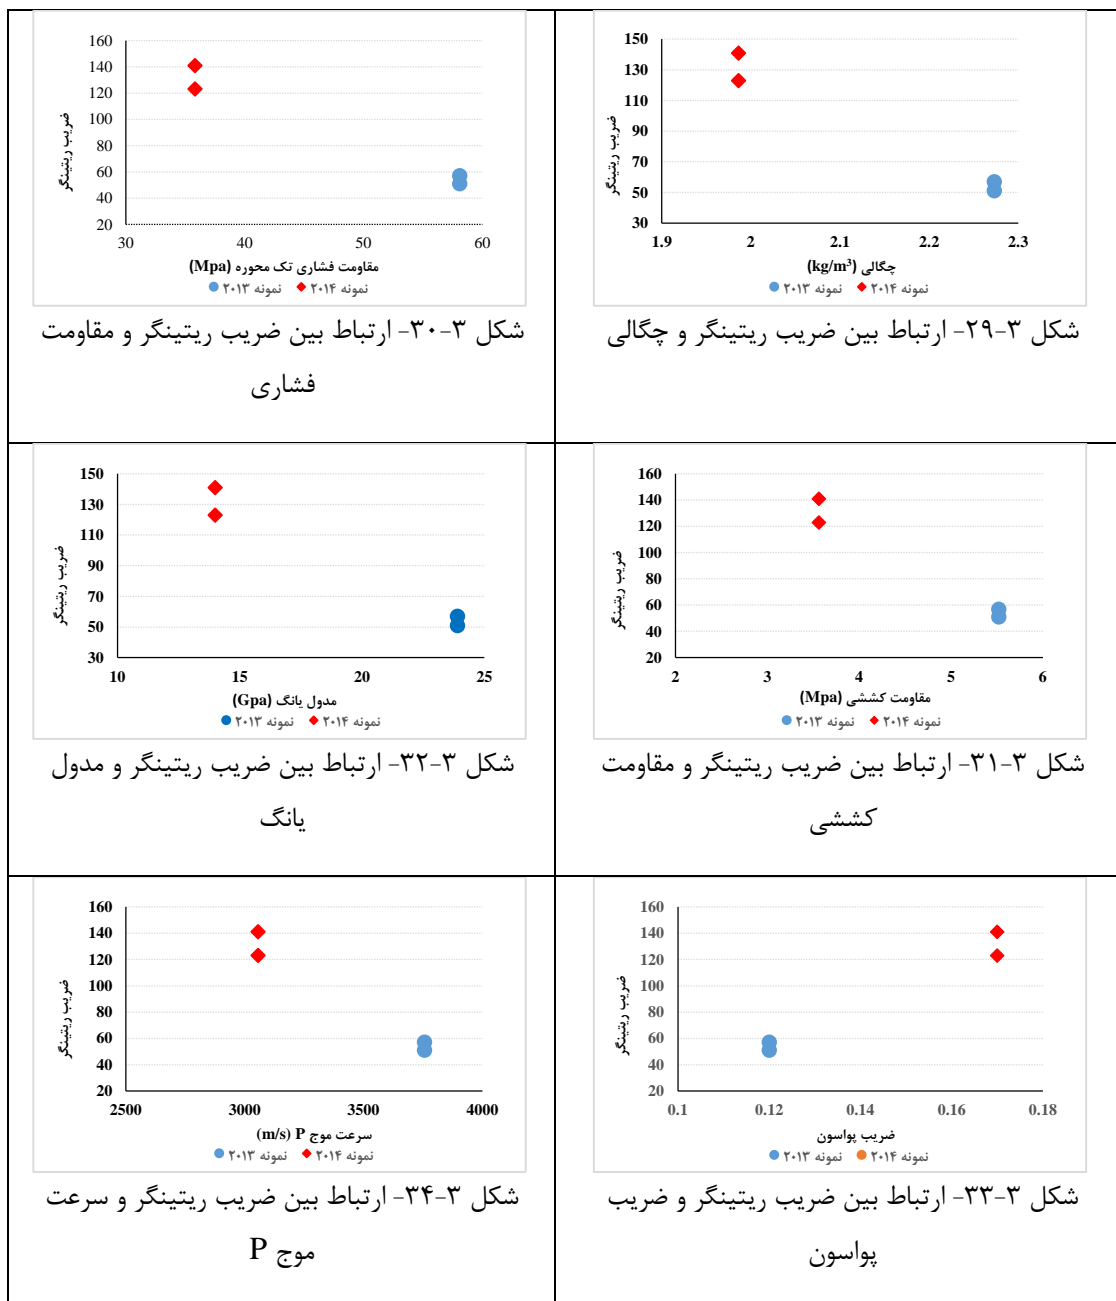 150
130
110
90
70
50
30
ضریب ریتینگر
1.9 2 2.1 2.2 2.3
چگالی (kg/m³)
نمونه ۲۰۱۳ نمونه ۲۰۱۴
شکل ۳-۲۹- ارتباط بین ضریب ریتینگر و چگالی
160
140
120
100
80
60
40
20
ضریب ریتینگر
30 40 50 60
مقاومت فشاری تک محوره (Mpa)
نمونه ۲۰۱۳ نمونه ۲۰۱۴
شکل ۳-۳۰- ارتباط بین ضریب ریتینگر و مقاومت
فشاری
160
140
120
100
80
60
40
20
ضریب ریتینگر
2 3 4 5 6
مقاومت کششی (Mpa)
نمونه ۲۰۱۳ نمونه ۲۰۱۴
شکل ۳-۳۱- ارتباط بین ضریب ریتینگر و مقاومت
کششی
150
130
110
90
70
50
30
ضریب ریتینگر
10 15 20 25
مدول یانگ (Gpa)
نمونه ۲۰۱۳ نمونه ۲۰۱۴
شکل ۳-۳۲- ارتباط بین ضریب ریتینگر و مدول
یانگ
160
140
120
100
80
60
40
20
ضریب ریتینگر
0.1 0.12 0.14 0.16 0.18
ضریب پواسون
نمونه ۲۰۱۳ نمونه ۲۰۱۴
شکل ۳-۳۳- ارتباط بین ضریب ریتینگر و ضریب
پواسون
160
140
120
100
80
60
40
20
ضریب ریتینگر
2500 3000 3500 4000
سرعت موج P (m/s)
نمونه ۲۰۱۳ نمونه ۲۰۱۴
شکل ۳-۳۴- ارتباط بین ضریب ریتینگر و سرعت
موج P